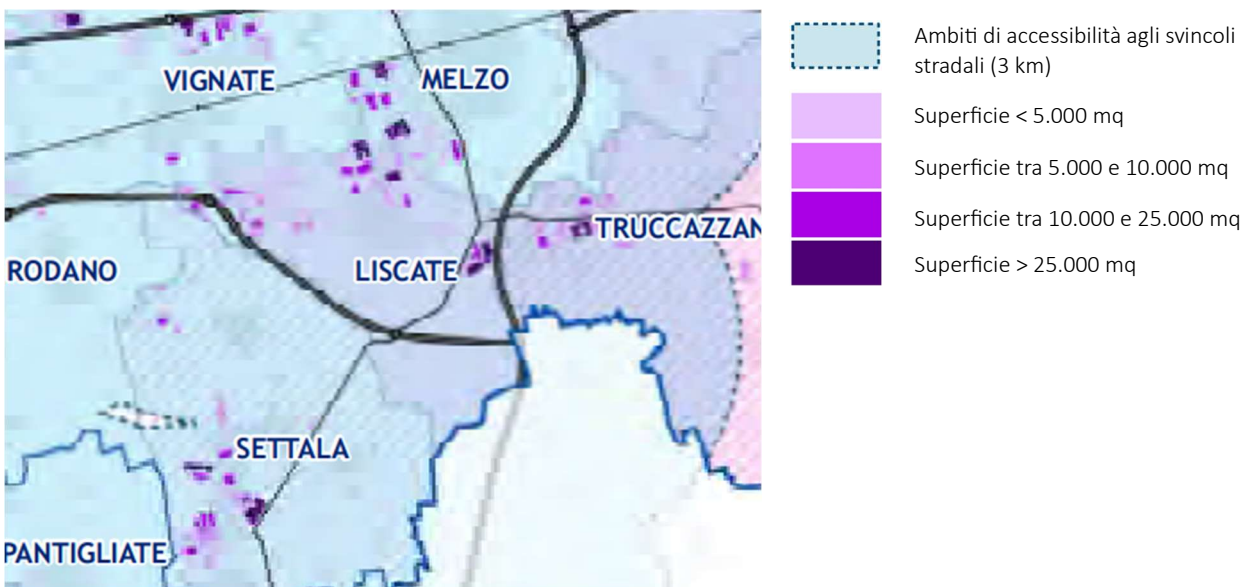 VIGNATE
MELZO
TRUCCAZZAN
RODANO
LISCATE
SETTALA
PANTIGLIATE
Ambiti di accessibilità agli svincoli
stradali (3 km)
Superficie < 5.000 mq
Superficie tra 5.000 e 10.000 mq
Superficie tra 10.000 e 25.000 mq
Superficie > 25.000 mq